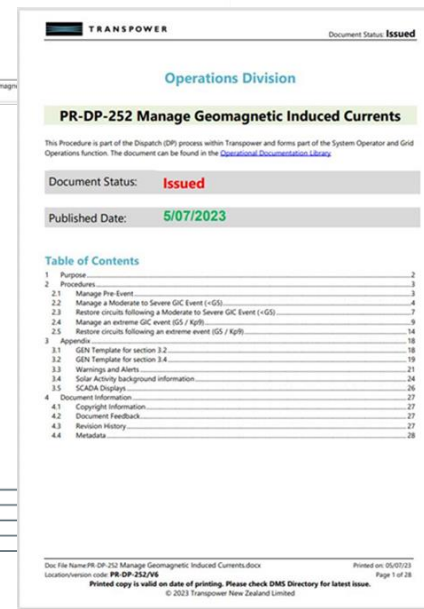 TRANSPOWER
Document Status: Issued
Operations Division
PR-DP-252 Manage Geomagnetic Induced Currents
This Procedure is part of the Dispatch (DP) process within Transpower and forms part of the System Operator and Grid
Operations function. The document can be found in the Operational Documentation Library.
Document Status: Issued
Published Date: 5/07/2023
Table of Contents
1 Purpose 2
2 Procedures 3
2.1 Manage Pre-Event 3
2.2 Manage a Moderate to Severe GIC Event (<G5) 4
2.3 Restore circuits following a Moderate to Severe GIC Event (<G5) 7
2.4 Manage an extreme GIC event (G5 / Kp9) 9
2.5 Restore circuits following an extreme event (G5 / Kp9) 14
3 Appendix 18
3.1 GEN Template for section 3.2 18
3.2 GEN Template for section 3.4 19
3.3 Warnings and Alerts 21
3.4 Solar Activity background information 24
3.5 SCADA Displays 26
4 Document Information 27
4.1 Copyright Information 27
4.2 Document Feedback 27
4.3 Revision History 27
4.4 Metadata 28
Doc File Name:PR-DP-252 Manage Geomagnetic Induced Currents.docx Printed on: 05/07/23
Location/version code: PR-DP-252/V6 Page 1 of 28
Printed copy is valid on date of printing. Please check DMS Directory for latest issue.
© 2023 Transpower New Zealand Limited